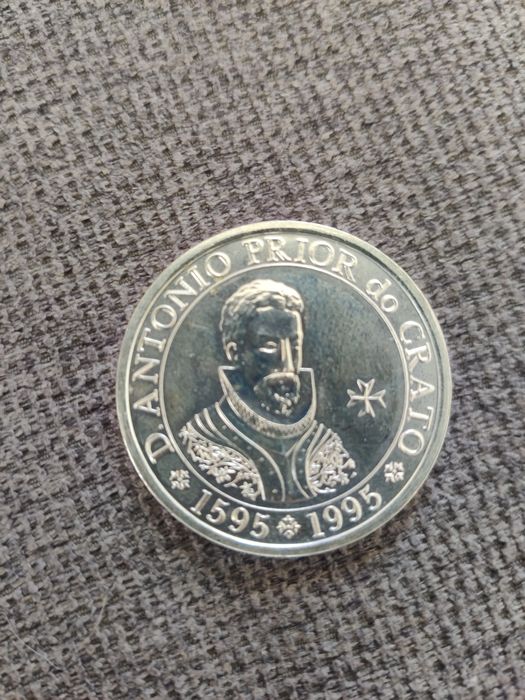 D. ANTONIO PRIOR do CRATO
1595 1995